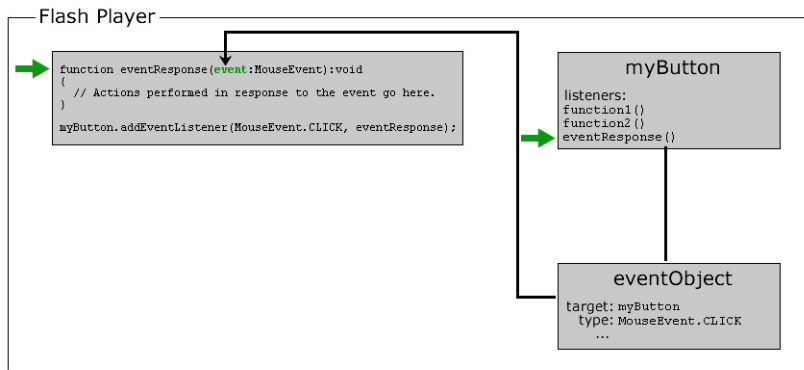 Flash Player
function eventResponse(event:MouseEvent):void
{
// Actions performed in response to the event go here.
}
myButton.addEventListener(MouseEvent.CLICK, eventResponse);
myButton
listeners:
function1()
function2()
eventResponse()
eventObject
target: myButton
type: MouseEvent.CLICK
...